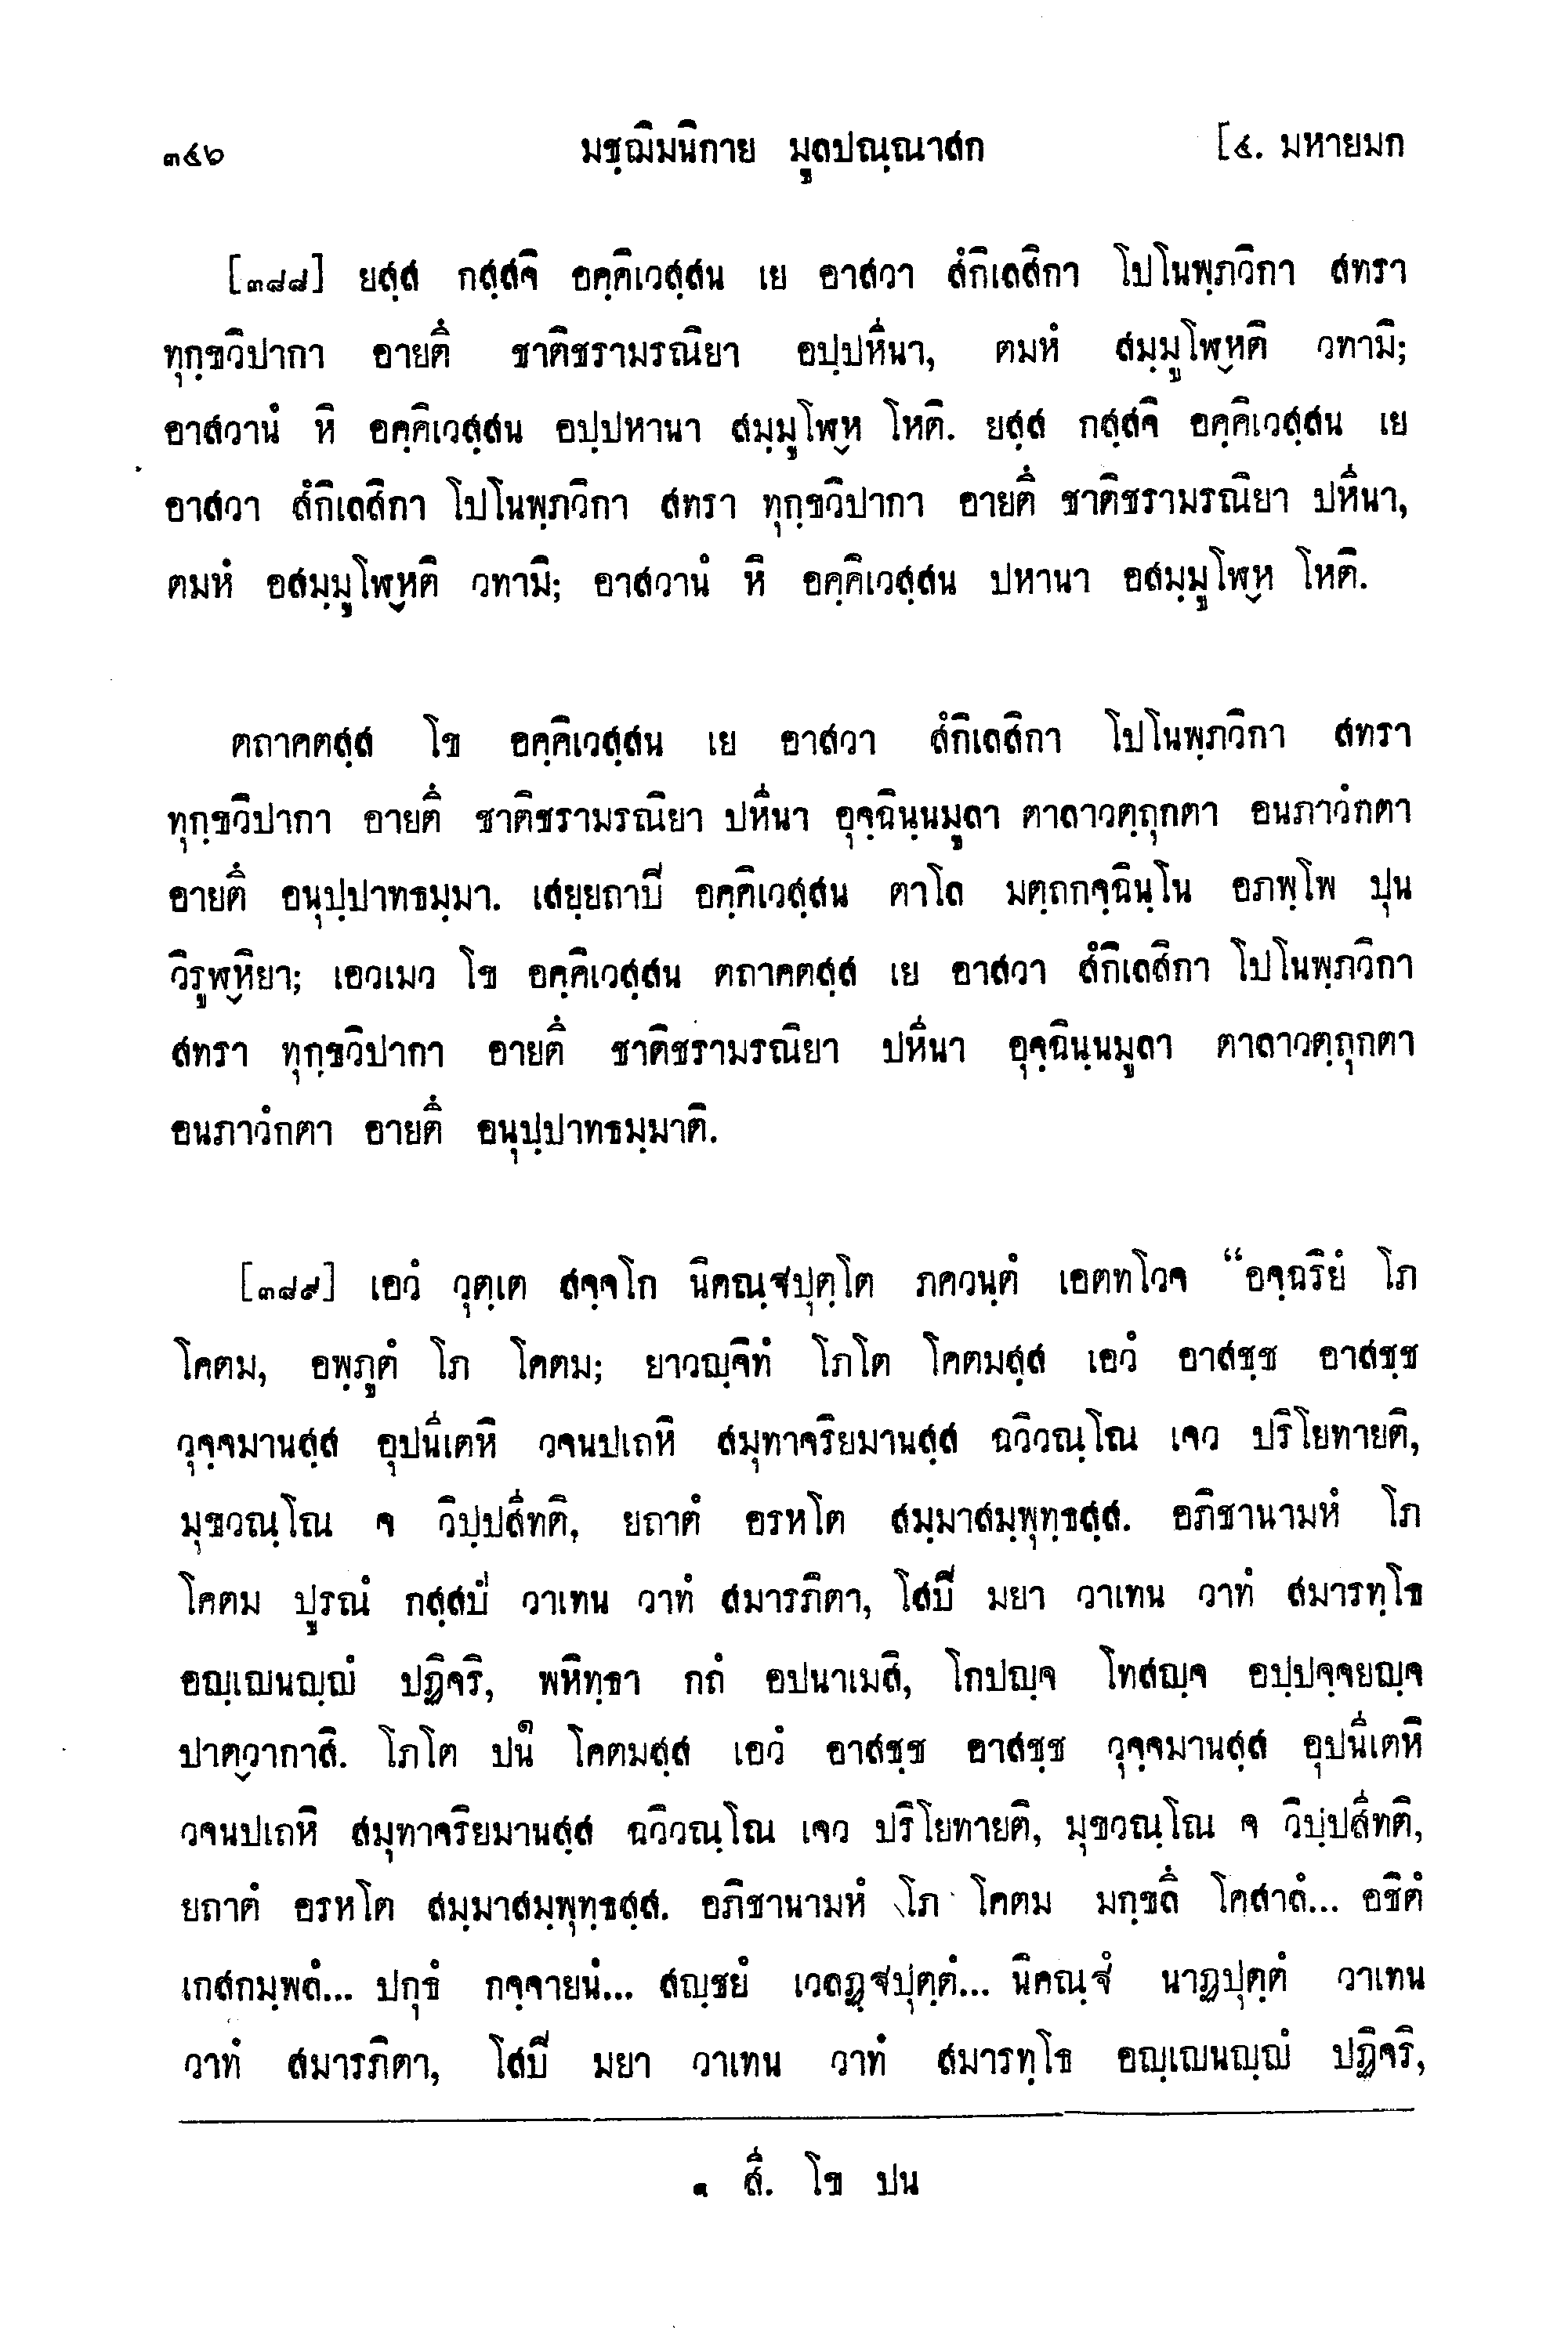 ๓๔๖ มชฺฌิมนิกาย มูลปณฺณาสก [๔. มหายมก
[๓๘๘] ยสฺส กสฺสจิ อคฺคิเวสฺสน เย อาสวา สํกิเลสิกา โปโนพฺภวิกา สทรา
ทุกฺขวิปากา อายตึ ชาติชรามรณิยา อปฺปหีนา, ตมหํ สมฺมูโฬฺหติ วทามิ;
อาสวานํ หิ อคฺคิเวสฺสน อปฺปหานา สมฺมูโฬฺห โหติ. ยสฺส กสฺสจิ อคฺคิเวสฺสน เย
อาสวา สํกิเลสิกา โปโนพฺภวิกา สทรา ทุกฺขวิปากา อายตึ ชาติชรามรณิยา ปหีนา,
ตมหํ อสมฺมูโฬฺหติ วทามิ; อาสวานํ หิ อคฺคิเวสฺสน ปหานา อสมฺมูโฬฺห โหติ.
ตถาคตสฺส โข อคฺคิเวสฺสน เย อาสวา สํกิเลสิกา โปโนพฺภวิกา สทรา
ทุกฺขวิปากา อายตึ ชาติชรามรณิยา ปหีนา อุจฺฉินฺนมูลา ตาลาวตฺถุกตา อนภาวํกตา
อายตึ อนุปฺปาทธมฺมา. เสยฺยถาปิ อคฺคิเวสฺสน ตาโล มตฺถกจฺฉินฺโน อภพฺโพ ปุน
วิรูฬฺหิยา; เอวเมว โข อคฺคิเวสฺสน ตถาคตสฺส เย อาสวา สํกิเลสิกา โปโนพฺภวิกา
สทรา ทุกฺขวิปากา อายตึ ชาติชรามรณิยา ปหีนา อุจฺฉินฺนมูลา ตาลาวตฺถุกตา
อนภาวํกตา อายตึ อนุปฺปาทธมฺมาติ.
[๓๘๙] เอวํ วุตฺเต สจฺจโก นิคณฺฐปุตฺโต ภควนฺตํ เอตทโวจ “อจฺฉริยํ โภ
โคตม, อพฺภูตํ โภ โคตม; ยาวญฺจิทํ โภโต โคตมสฺส เอวํ อาสชฺช อาสชฺช
วุจฺจมานสฺส อุปนีเตหิ วจนปเถหิ สมุทาจริยมานสฺส ฉวิวณฺโณ เจว ปริโยทายติ,
มุขวณฺโณ จ วิปฺปสีทติ, ยถาตํ อรหโต สมฺมาสมฺพุทฺธสฺส. อภิชานามหํ โภ
โคตม ปูรณํ กสฺสปํ วาเทน วาทํ สมารภิตา, โสปิ มยา วาเทน วาทํ สมารทฺโธ
อญฺเญนญฺญํ ปฏิจริ, พหิทฺธา กถํ อปนาเมสิ, โกปญฺจ โทสญฺจ อปฺปจฺจยญฺจ
ปาตฺวากาสิ. โภโต ปน๑ โคตมสฺส เอวํ อาสชฺช อาสชฺช วุจฺจมานสฺส อุปนีเตหิ
วจนปเถหิ สมุทาจริยมานสฺส ฉวิวณฺโณ เจว ปริโยทายติ, มุขวณฺโณ จ วิปฺปสีทติ,
ยถาตํ อรหโต สมฺมาสมฺพุทฺธสฺส. อภิชานามหํ โภ โคตม มกฺขลึ โคสาลํ... อชิตํ
เกสกมฺพลํ... ปกุธํ กจฺจายนํ... สญฺชยํ เวลฏฺฐปุตฺตํ... นิคณฺฐํ นาฏปุตฺตํ วาเทน
วาทํ สมารภิตา, โสปิ มยา วาเทน วาทํ สมารทฺโธ อญฺเญนญฺญํ ปฏิจริ,
๑ สี. โข ปน